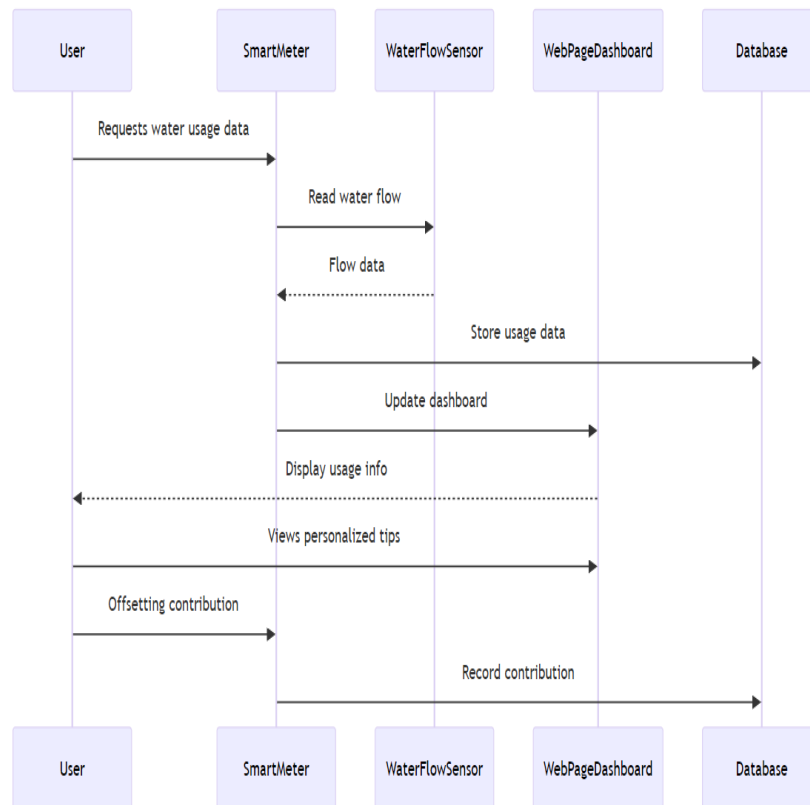 User
SmartMeter
WaterFlowSensor
WebPageDashboard
Database
Requests water usage data
Read water flow
Flow data
Store usage data
Update dashboard
Display usage info
Views personalized tips
Offsetting contribution
Record contribution
User
SmartMeter
WaterFlowSensor
WebPageDashboard
Database